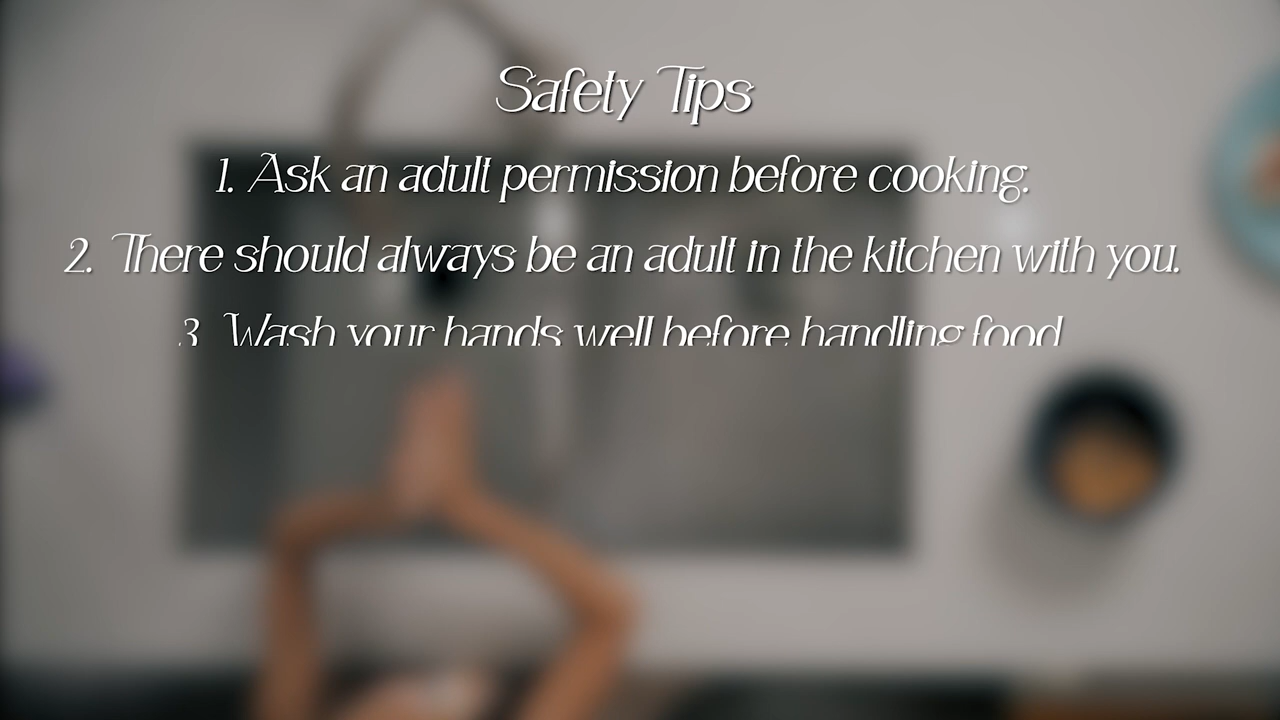 Safety Tips
1. Ask an adult permission before cooking.
2. There should always be an adult in the kitchen with you.
3 Wash your hands well before handling food